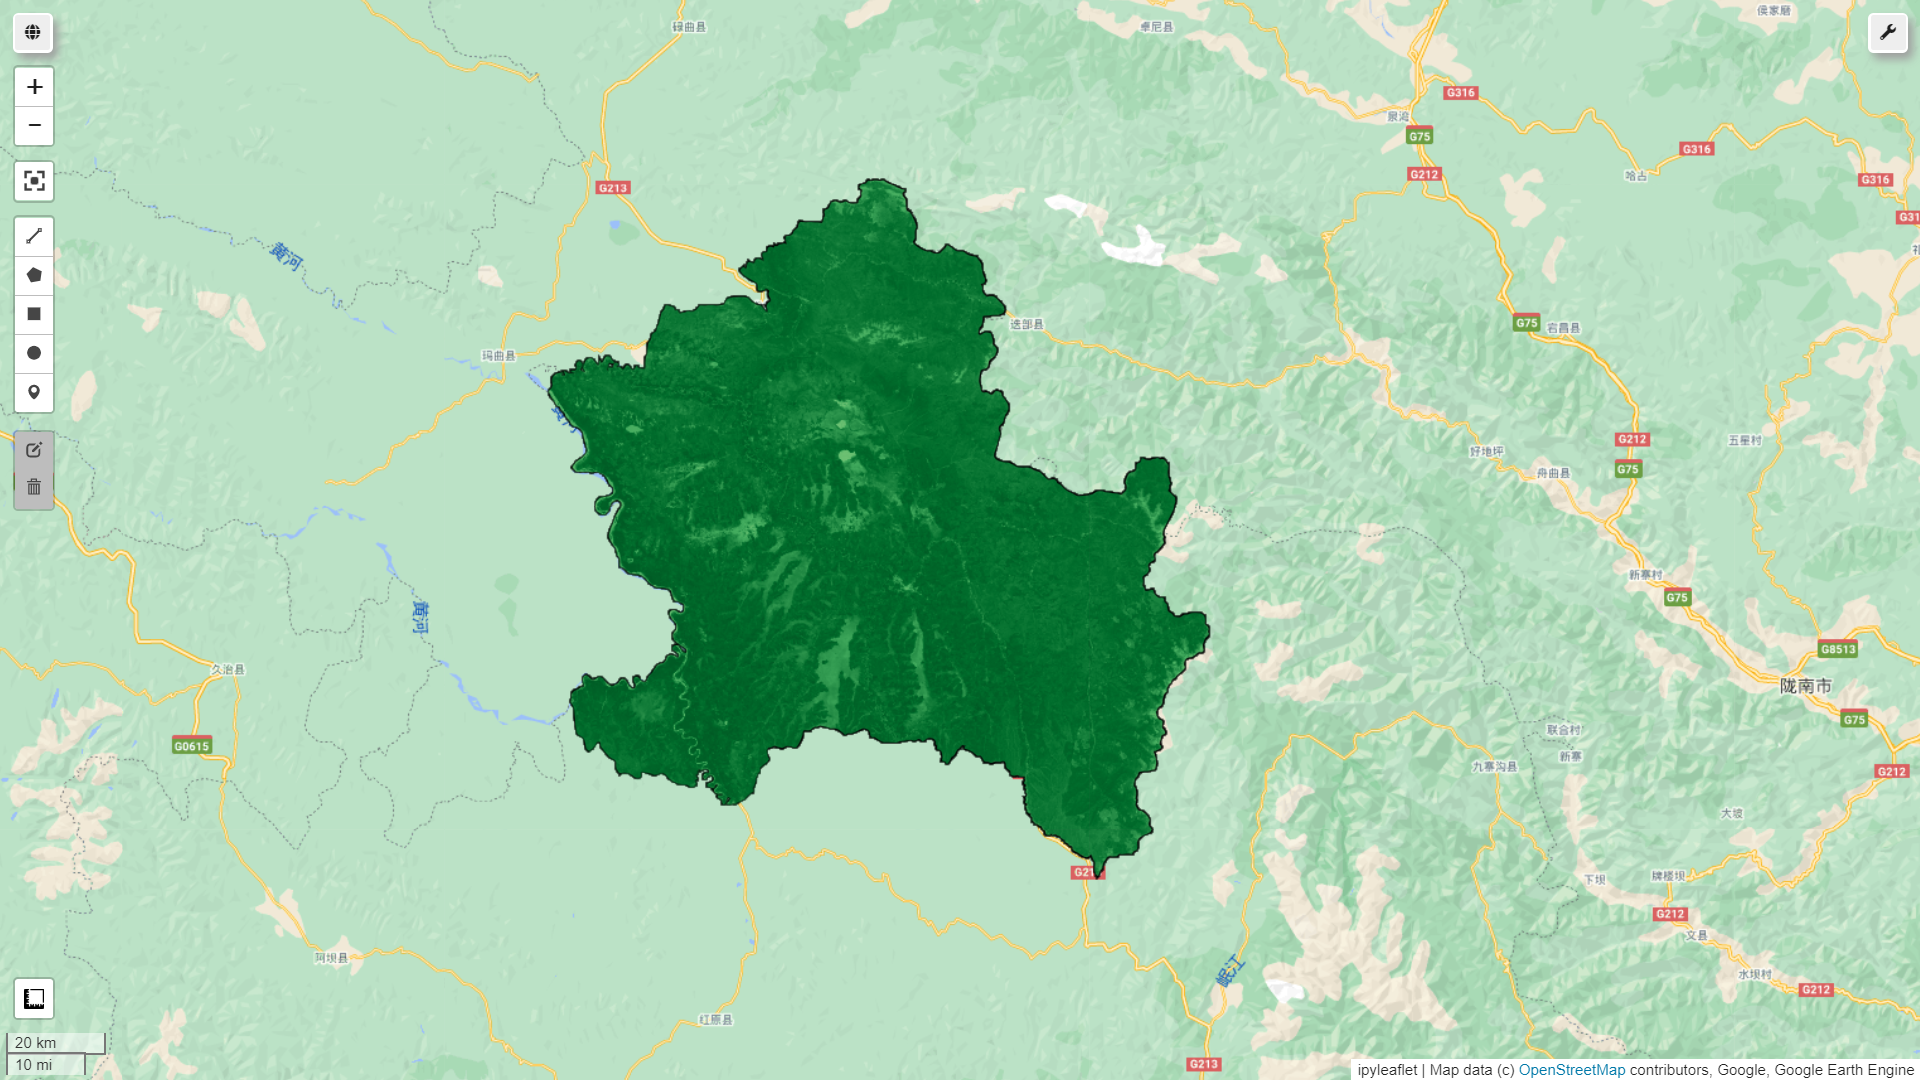 碌曲县
卓尼县
侯家磨
G316
泉湾
G75
G316
G212
哈古
G316
G213
G31
祁
黄河
迭部县
G75
宕昌县
玛曲县
G212
五星村
好地坪
G75
舟曲县
新寨村
G75
黄河
G8513
久治县
陇南市
G75
G0615
联合村
新寨
九寨沟县
G212
大坡
G21
下坝
牌楼坝
G212
文县
阿坝县
岷江
水坝村
G212
红原县
20 km
10 mi
G213
ipyleaflet | Map data (c) OpenStreetMap contributors, Google, Google Earth Engine